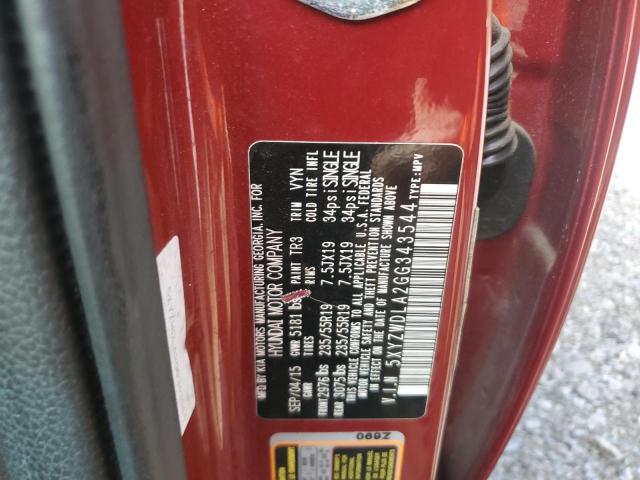 MFD BY KIA MOTORS MANUFACTURING GEORGIA, INC. FOR
HYUNDAI MOTOR COMPANY
SEP/04/15 GVWR 5181 lbs PAINT TR3 TRIM VYN
GAWR TIRES RIMS COLD TIRE INFL
FRONT 2976 lbs 235/55R19 7.5JX19 34psi SINGLE
REAR 3075 lbs 235/55R19 7.5JX19 34psi SINGLE
THIS VEHICLE CONFORMS TO ALL APPLICABLE U.S.A. FEDERAL
MOTOR VEHICLE SAFETY AND THEFT PREVENTION STANDARDS
IN EFFECT ON THE DATE OF MANUFACTURE SHOWN ABOVE
V.I.N: 5XYZWDLA2GG343544 TYPE:MPV
069Z